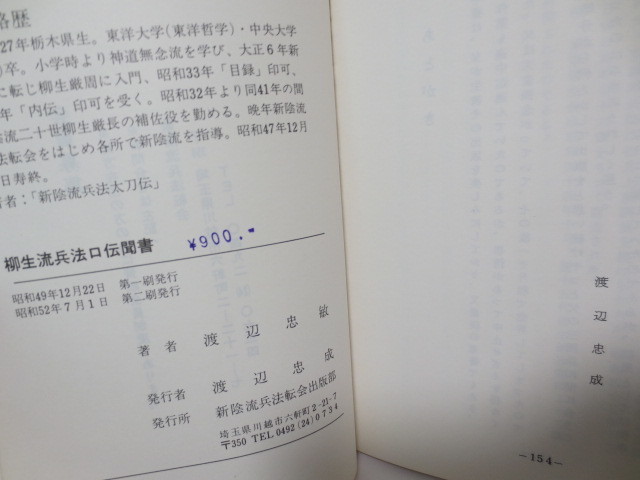 略歴
27年栃木県生。東洋大学(東洋哲学)・中央大学
)卒。小学時より神道無念流を学び、大正6年新
に転じ柳生厳周に入門、昭和33年「目録」印可、
年「内伝」印可を受く。昭和32年より同41年の間
流二十世柳生厳長の補佐役を勤める。晩年新陰流
法転会をはじめ各所で新陰流を指導。昭和47年12月
日寿終。
著者:「新陰流兵法太刀伝」
柳生流兵法口伝聞書 ¥900.-
昭和49年12月22日 第一刷発行
昭和52年7月1日 第二刷発行
著者 渡辺忠敏
発行者 渡辺忠成
発行所 新陰流兵法転会出版部
埼玉県川越市六軒町2-21-7
〒350 TEL 0492(24)0734
渡辺忠成
-154-